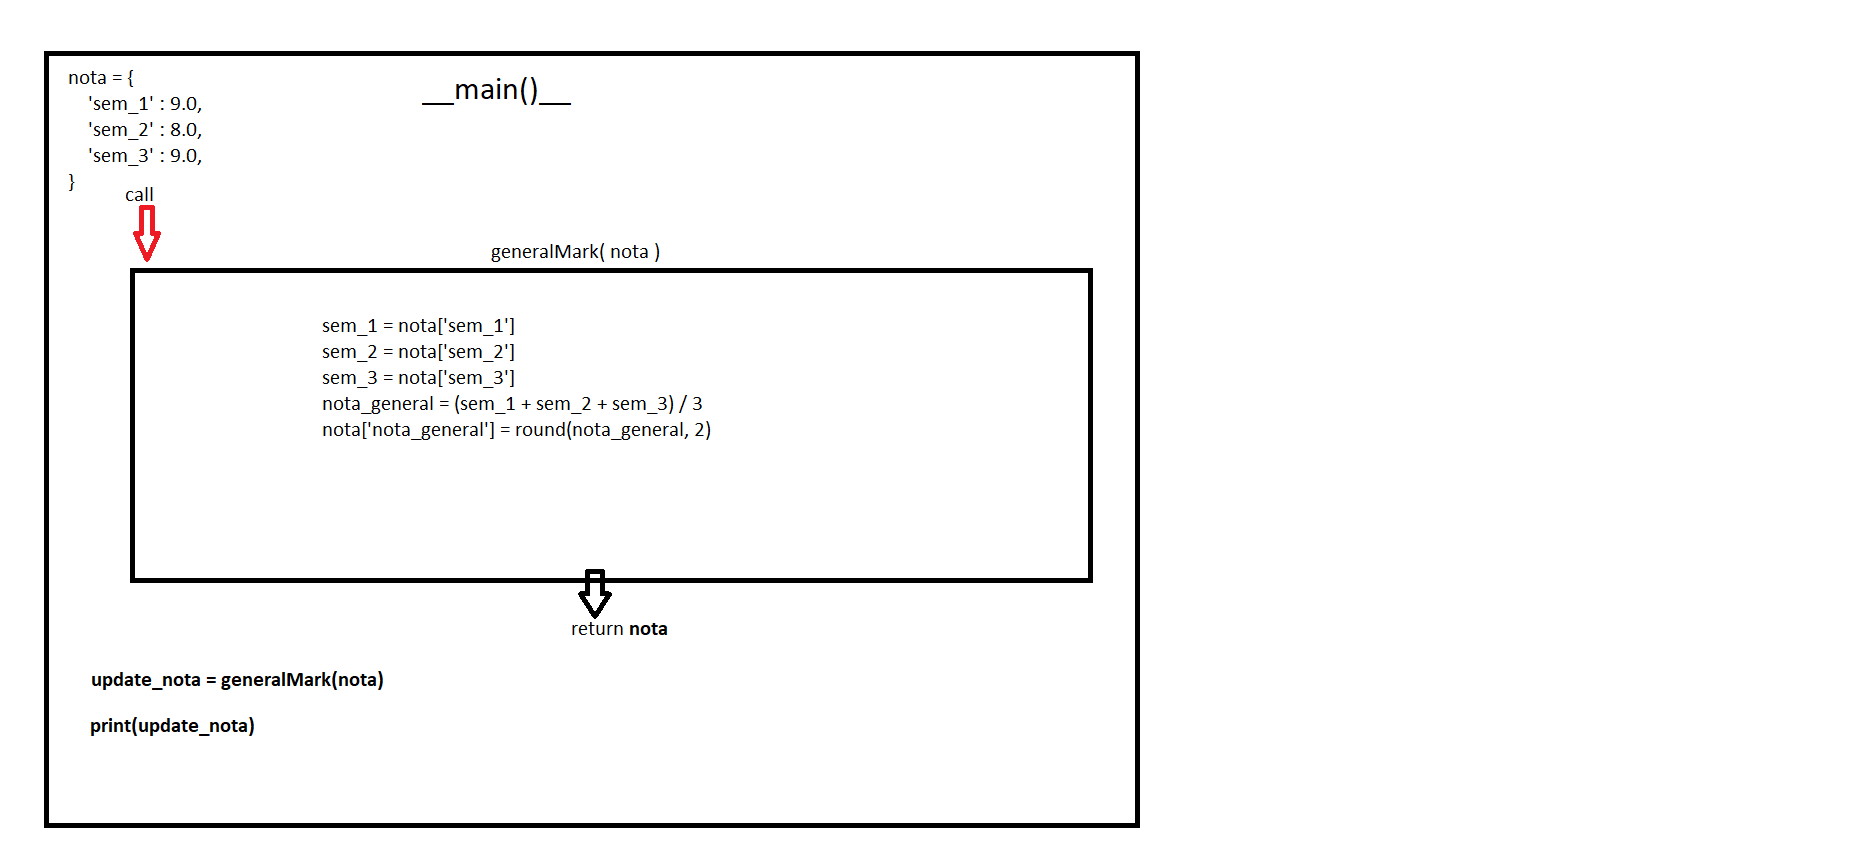 nota = {
'sem_1' : 9.0,
'sem_2' : 8.0,
'sem_3' : 9.0,
}
__main()__
call
generalMark( nota )
sem_1 = nota['sem_1']
sem_2 = nota['sem_2']
sem_3 = nota['sem_3']
nota_general = (sem_1 + sem_2 + sem_3) / 3
nota['nota_general'] = round(nota_general, 2)
return nota
update_nota = generalMark(nota)
print(update_nota)